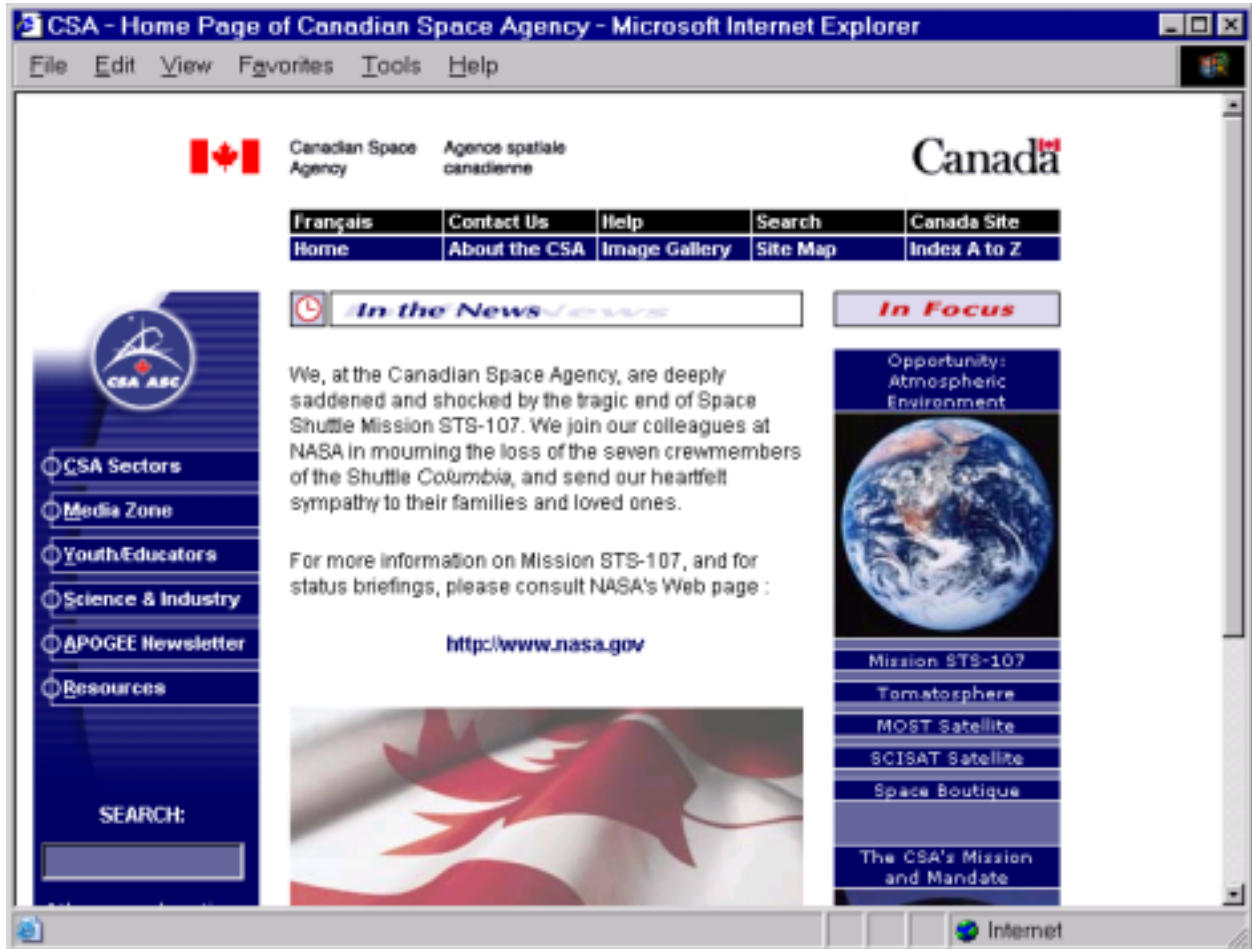 CSA - Home Page of Canadian Space Agency - Microsoft Internet Explorer
File Edit View Favorites Tools Help
Canadian Space Agency
Agence spatiale canadienne
Canada
Français Contact Us Help Search Canada Site
Home About the CSA Image Gallery Site Map Index A to Z
CSA ASC
CSA Sectors
Media Zone
Youth/Educators
Science & Industry
APOGEE Newsletter
Resources
SEARCH:
In the News
We, at the Canadian Space Agency, are deeply
saddened and shocked by the tragic end of Space
Shuttle Mission STS-107. We join our colleagues at
NASA in mourning the loss of the seven crewmembers
of the Shuttle Columbia, and send our heartfelt
sympathy to their families and loved ones.
For more information on Mission STS-107, and for
status briefings, please consult NASA's Web page :
http://www.nasa.gov
In Focus
Opportunity:
Atmospheric
Environment
Mission STS-107
Tomatosphere
MOST Satellite
SCISAT Satellite
Space Boutique
The CSA's Mission
and Mandate
Internet